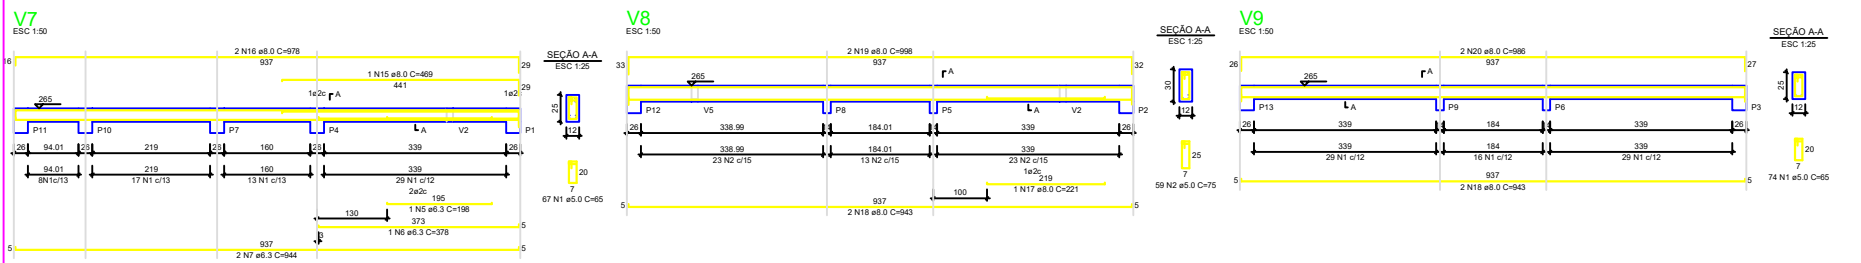 V7
ESC 1:50
2 N16 ø8.0 C=978
937
16
29
1 N15 ø8.0 C=469
441
29
1ø2c
A
1ø2
265
P11
P10
P7
P4
A
V2
P1
26
94.01
219
160
339
26
94.01
219
160
339
8N1c/13
17 N1 c/13
13 N1 c/13
29 N1 c/12
2ø2c
195
1 N5 ø6.3 C=198
130
373
5
1 N6 ø6.3 C=378
3
937
5
5
2 N7 ø6.3 C=944
SEÇÃO A-A
ESC 1:25
25
12
20
7
67 N1 ø5.0 C=65
V8
ESC 1:50
2 N19 ø8.0 C=998
937
33
32
A
265
P12
V5
P8
P5
A
V2
P2
26
338.99
184.01
339
26
338.99
184.01
339
23 N2 c/15
13 N2 c/15
23 N2 c/15
1ø2c
219
1 N17 ø8.0 C=221
100
937
5
5
2 N18 ø8.0 C=943
SEÇÃO A-A
ESC 1:25
30
12
25
7
59 N2 ø5.0 C=75
V9
ESC 1:50
2 N20 ø8.0 C=986
937
26
27
A
265
P13
A
P9
P6
P3
26
339
184
339
26
339
184
339
29 N1 c/12
16 N1 c/12
29 N1 c/12
937
5
5
2 N18 ø8.0 C=943
SEÇÃO A-A
ESC 1:25
25
12
20
7
74 N1 ø5.0 C=65